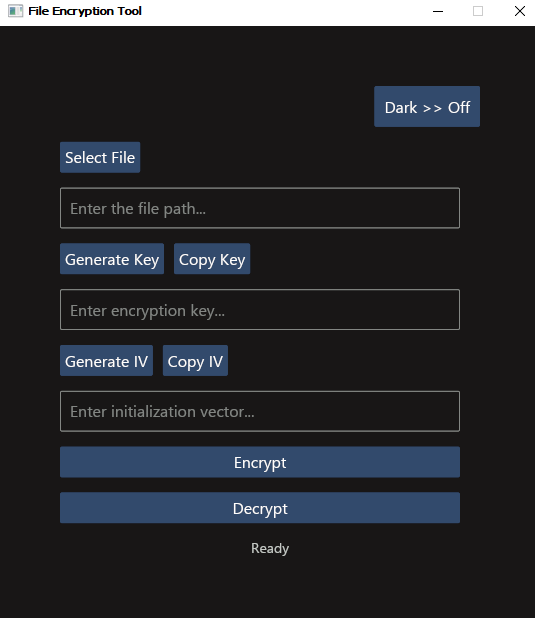 File Encryption Tool
Dark >> Off
Select File
Enter the file path...
Generate Key Copy Key
Enter encryption key...
Generate IV Copy IV
Enter initialization vector...
Encrypt
Decrypt
Ready